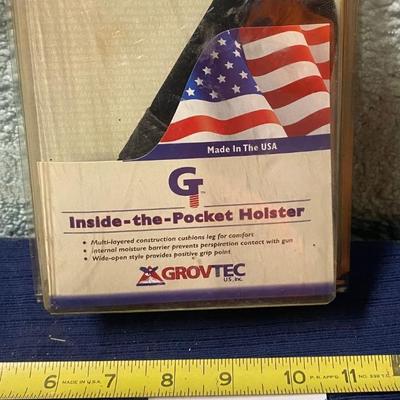 Made In The USA
GT
Inside-the-Pocket Holster
• Multi-layered construction cushions leg for comfort
• Internal moisture barrier prevents perspiration contact with gun
• Wide-open style provides positive grip point
GROVTEC
U.S., Inc.
6 MADE IN U.S.A. 7 8 9 10 P.R. APP'D. 11